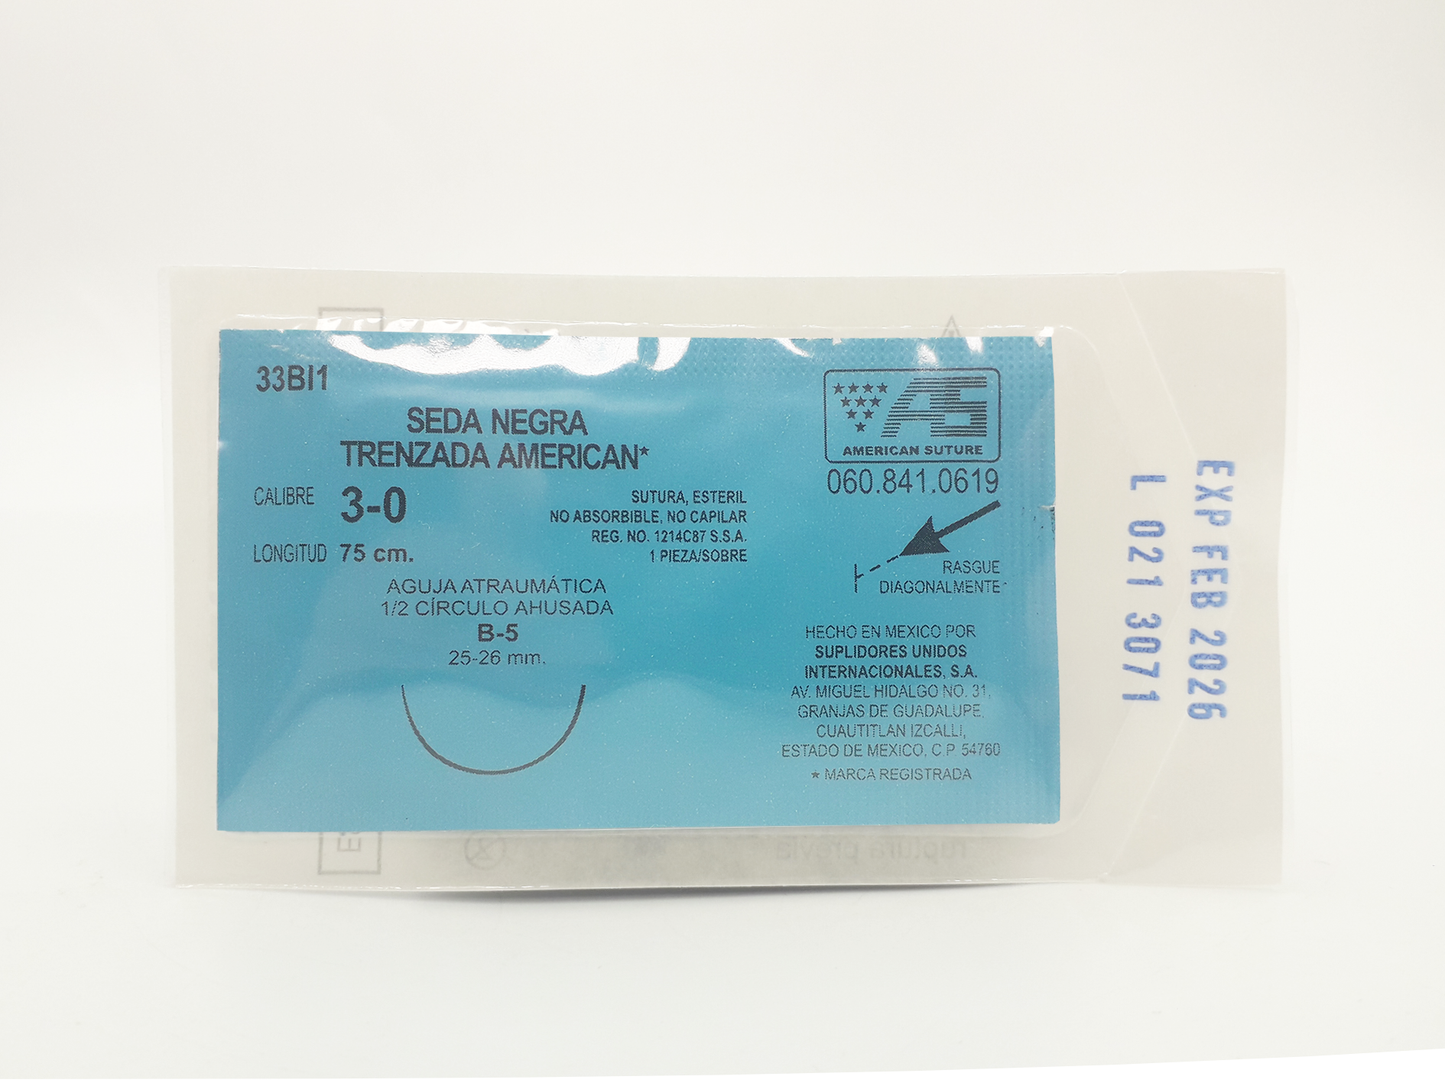 33BI1
SEDA NEGRA
TRENZADA AMERICAN*
CALIBRE 3-0
LONGITUD 75 cm.
SUTURA, ESTERIL
NO ABSORBIBLE, NO CAPILAR
REG. NO. 1214C87 S.S.A.
1 PIEZA/SOBRE
AGUJA ATRAUMÁTICA
1/2 CÍRCULO AHUSADA
B-5
25-26 mm.
AS
AMERICAN SUTURE
060.841.0619
RASGUE
DIAGONALMENTE
HECHO EN MEXICO POR
SUPLIDORES UNIDOS
INTERNACIONALES, S.A.
AV. MIGUEL HIDALGO NO. 31,
GRANJAS DE GUADALUPE,
CUAUTITLAN IZCALLI,
ESTADO DE MEXICO, C.P 54760
* MARCA REGISTRADA
EXP FEB 2026
L 021 3071
ruptura previa